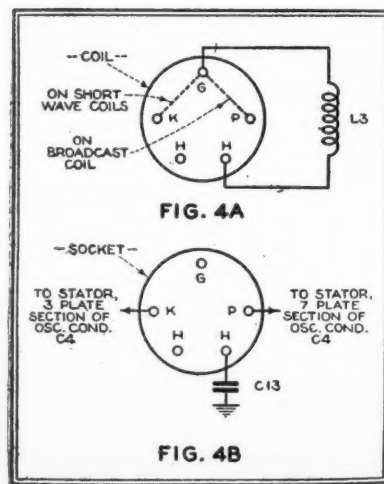 -COIL--
ON SHORT
WAVE COILS
ON
BROADCAST
COIL
G
K
P
H
H
L3
FIG. 4A
-SOCKET-
G
TO STATOR,
3 PLATE
SECTION OF
OSC. COND.
C4
K
P
TO STATOR,
7 PLATE
SECTION OF
OSC. COND.
C4
H
H
C13
FIG. 4B